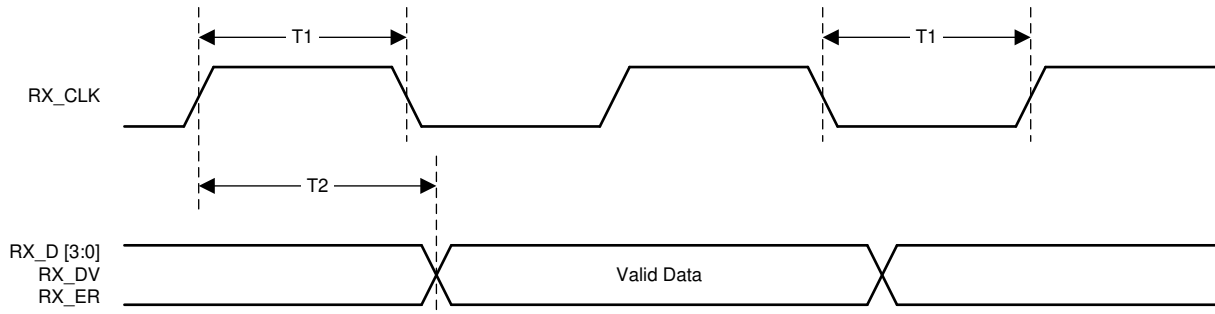 T1
T1
RX_CLK
T2
RX_D [3:0]
RX_DV
Valid Data
RX_ER